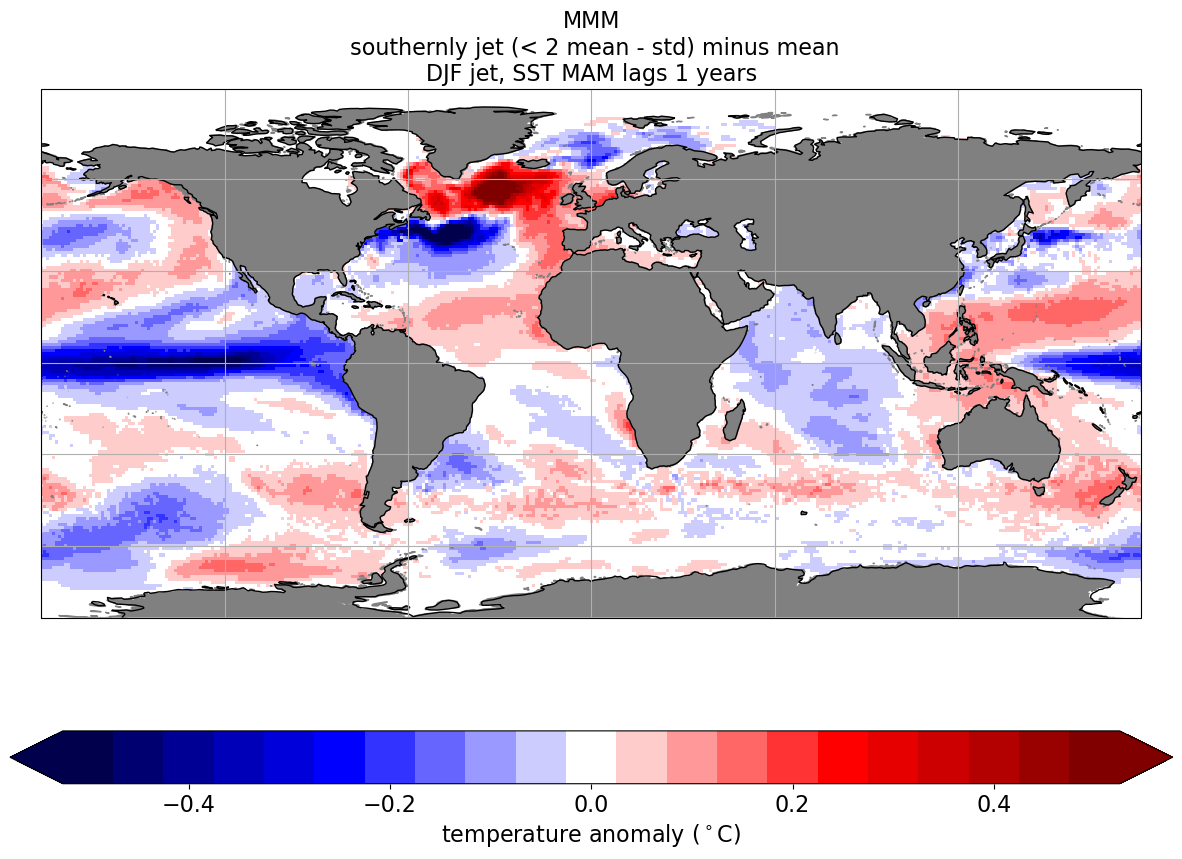 MMM
southernly jet (< 2 mean - std) minus mean
DJF jet, SST MAM lags 1 years
−0.4 −0.2 0.0 0.2 0.4
temperature anomaly (°C)